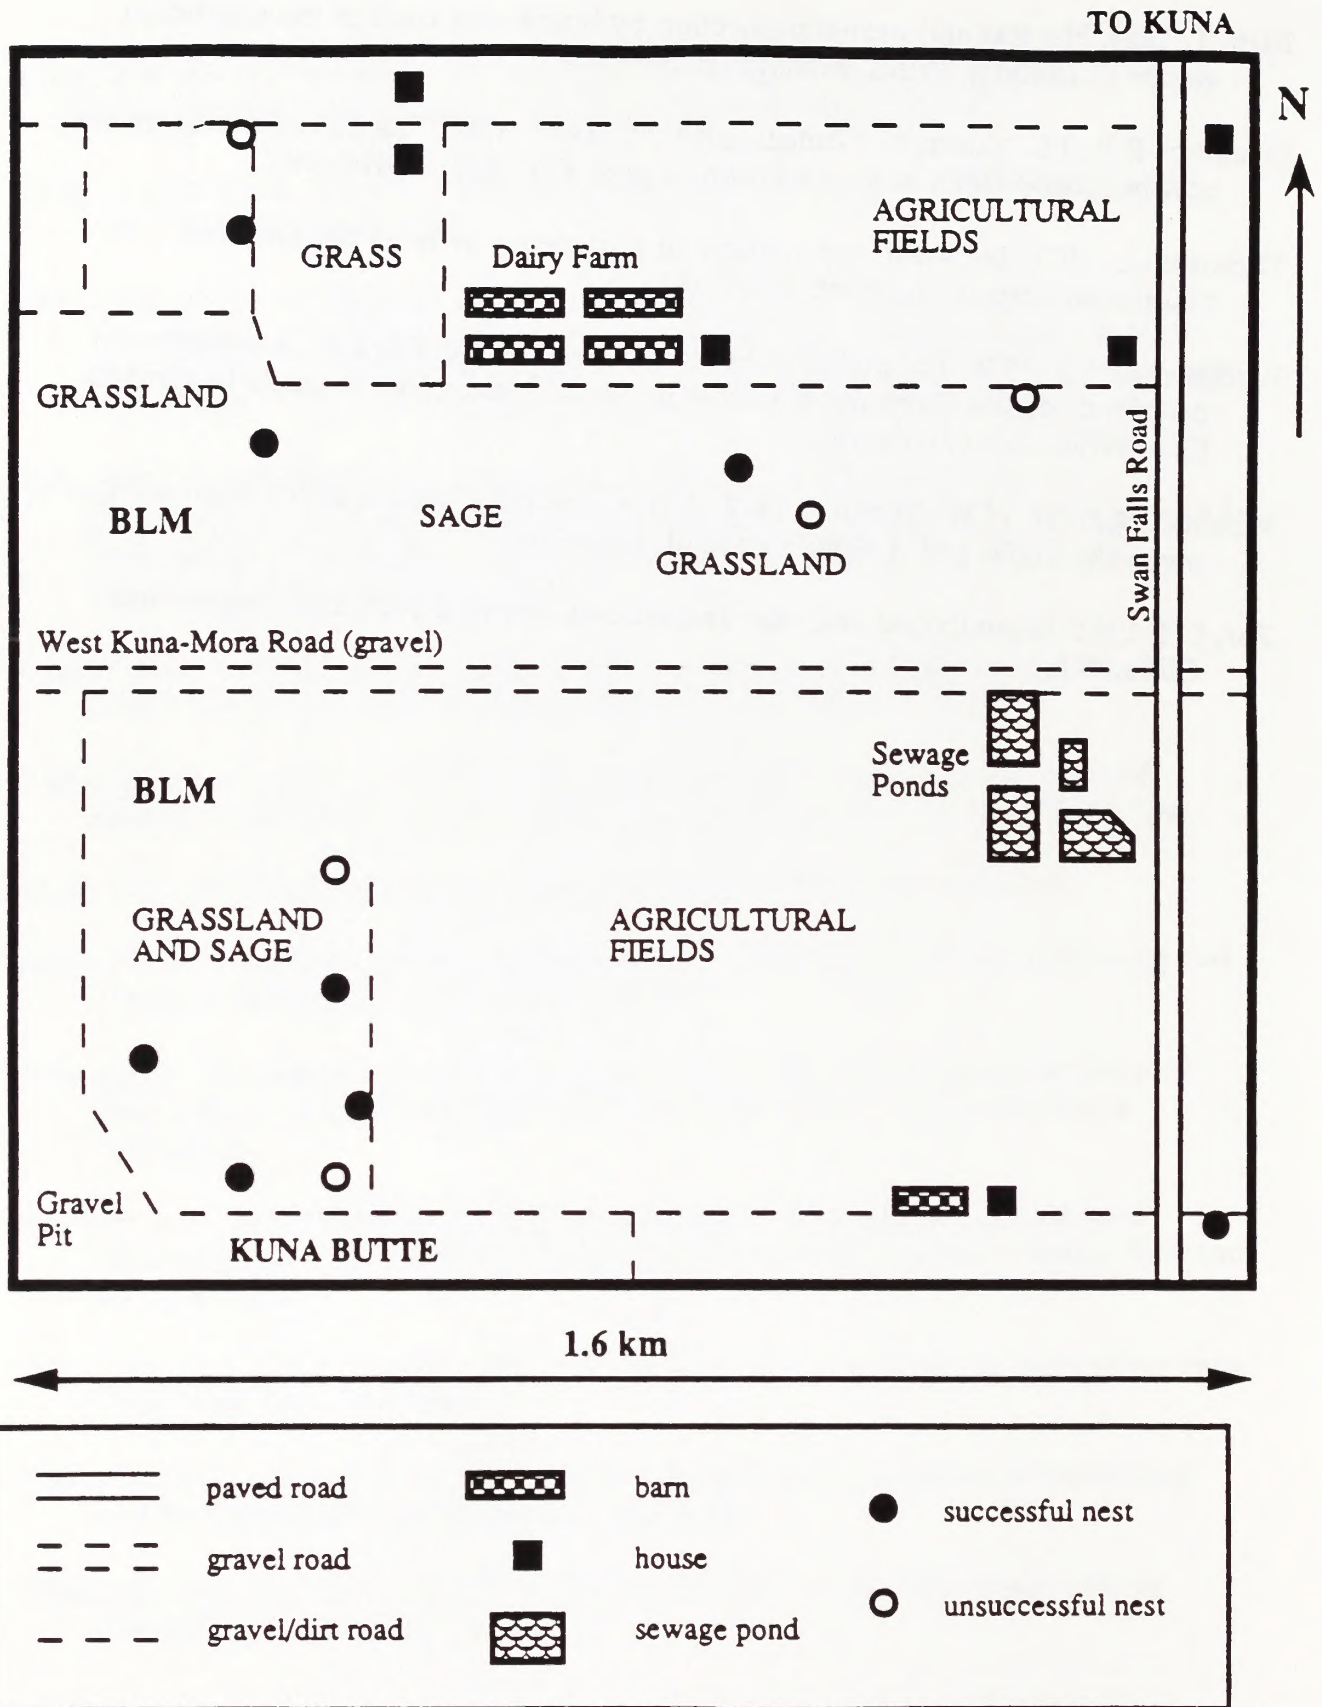 TO KUNA
N
AGRICULTURAL
FIELDS
GRASS
Dairy Farm
GRASSLAND
BLM
SAGE
GRASSLAND
Swan Falls Road
West Kuna-Mora Road (gravel)
Sewage
Ponds
BLM
GRASSLAND
AND SAGE
AGRICULTURAL
FIELDS
Gravel
Pit
KUNA BUTTE
1.6 km
paved road
barn
successful nest
gravel road
house
unsuccessful nest
gravel/dirt road
sewage pond